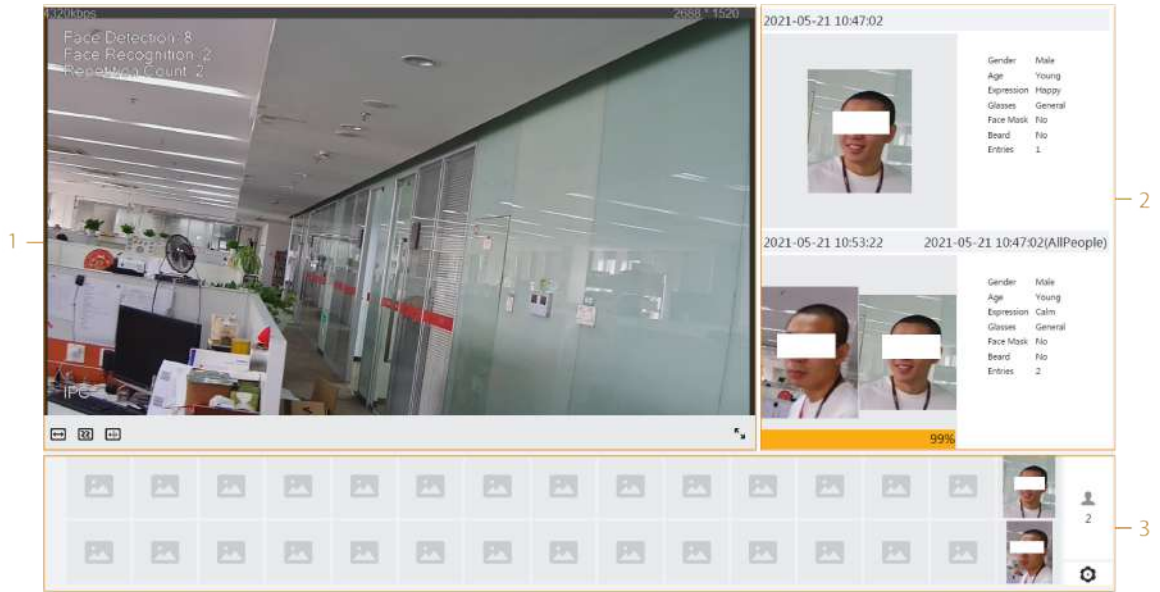 4320kbps
2688 * 1520
Face Detection 8
Face Recognition 2
Repetition Count 2
IPC
1
2021-05-21 10:47:02
Gender Male
Age Young
Expression Happy
Glasses General
Face Mask No
Beard No
Entries 1
2
2021-05-21 10:53:22 2021-05-21 10:47:02(AllPeople)
Gender Male
Age Young
Expression Calm
Glasses General
Face Mask No
Beard No
Entries 2
99%
2
3